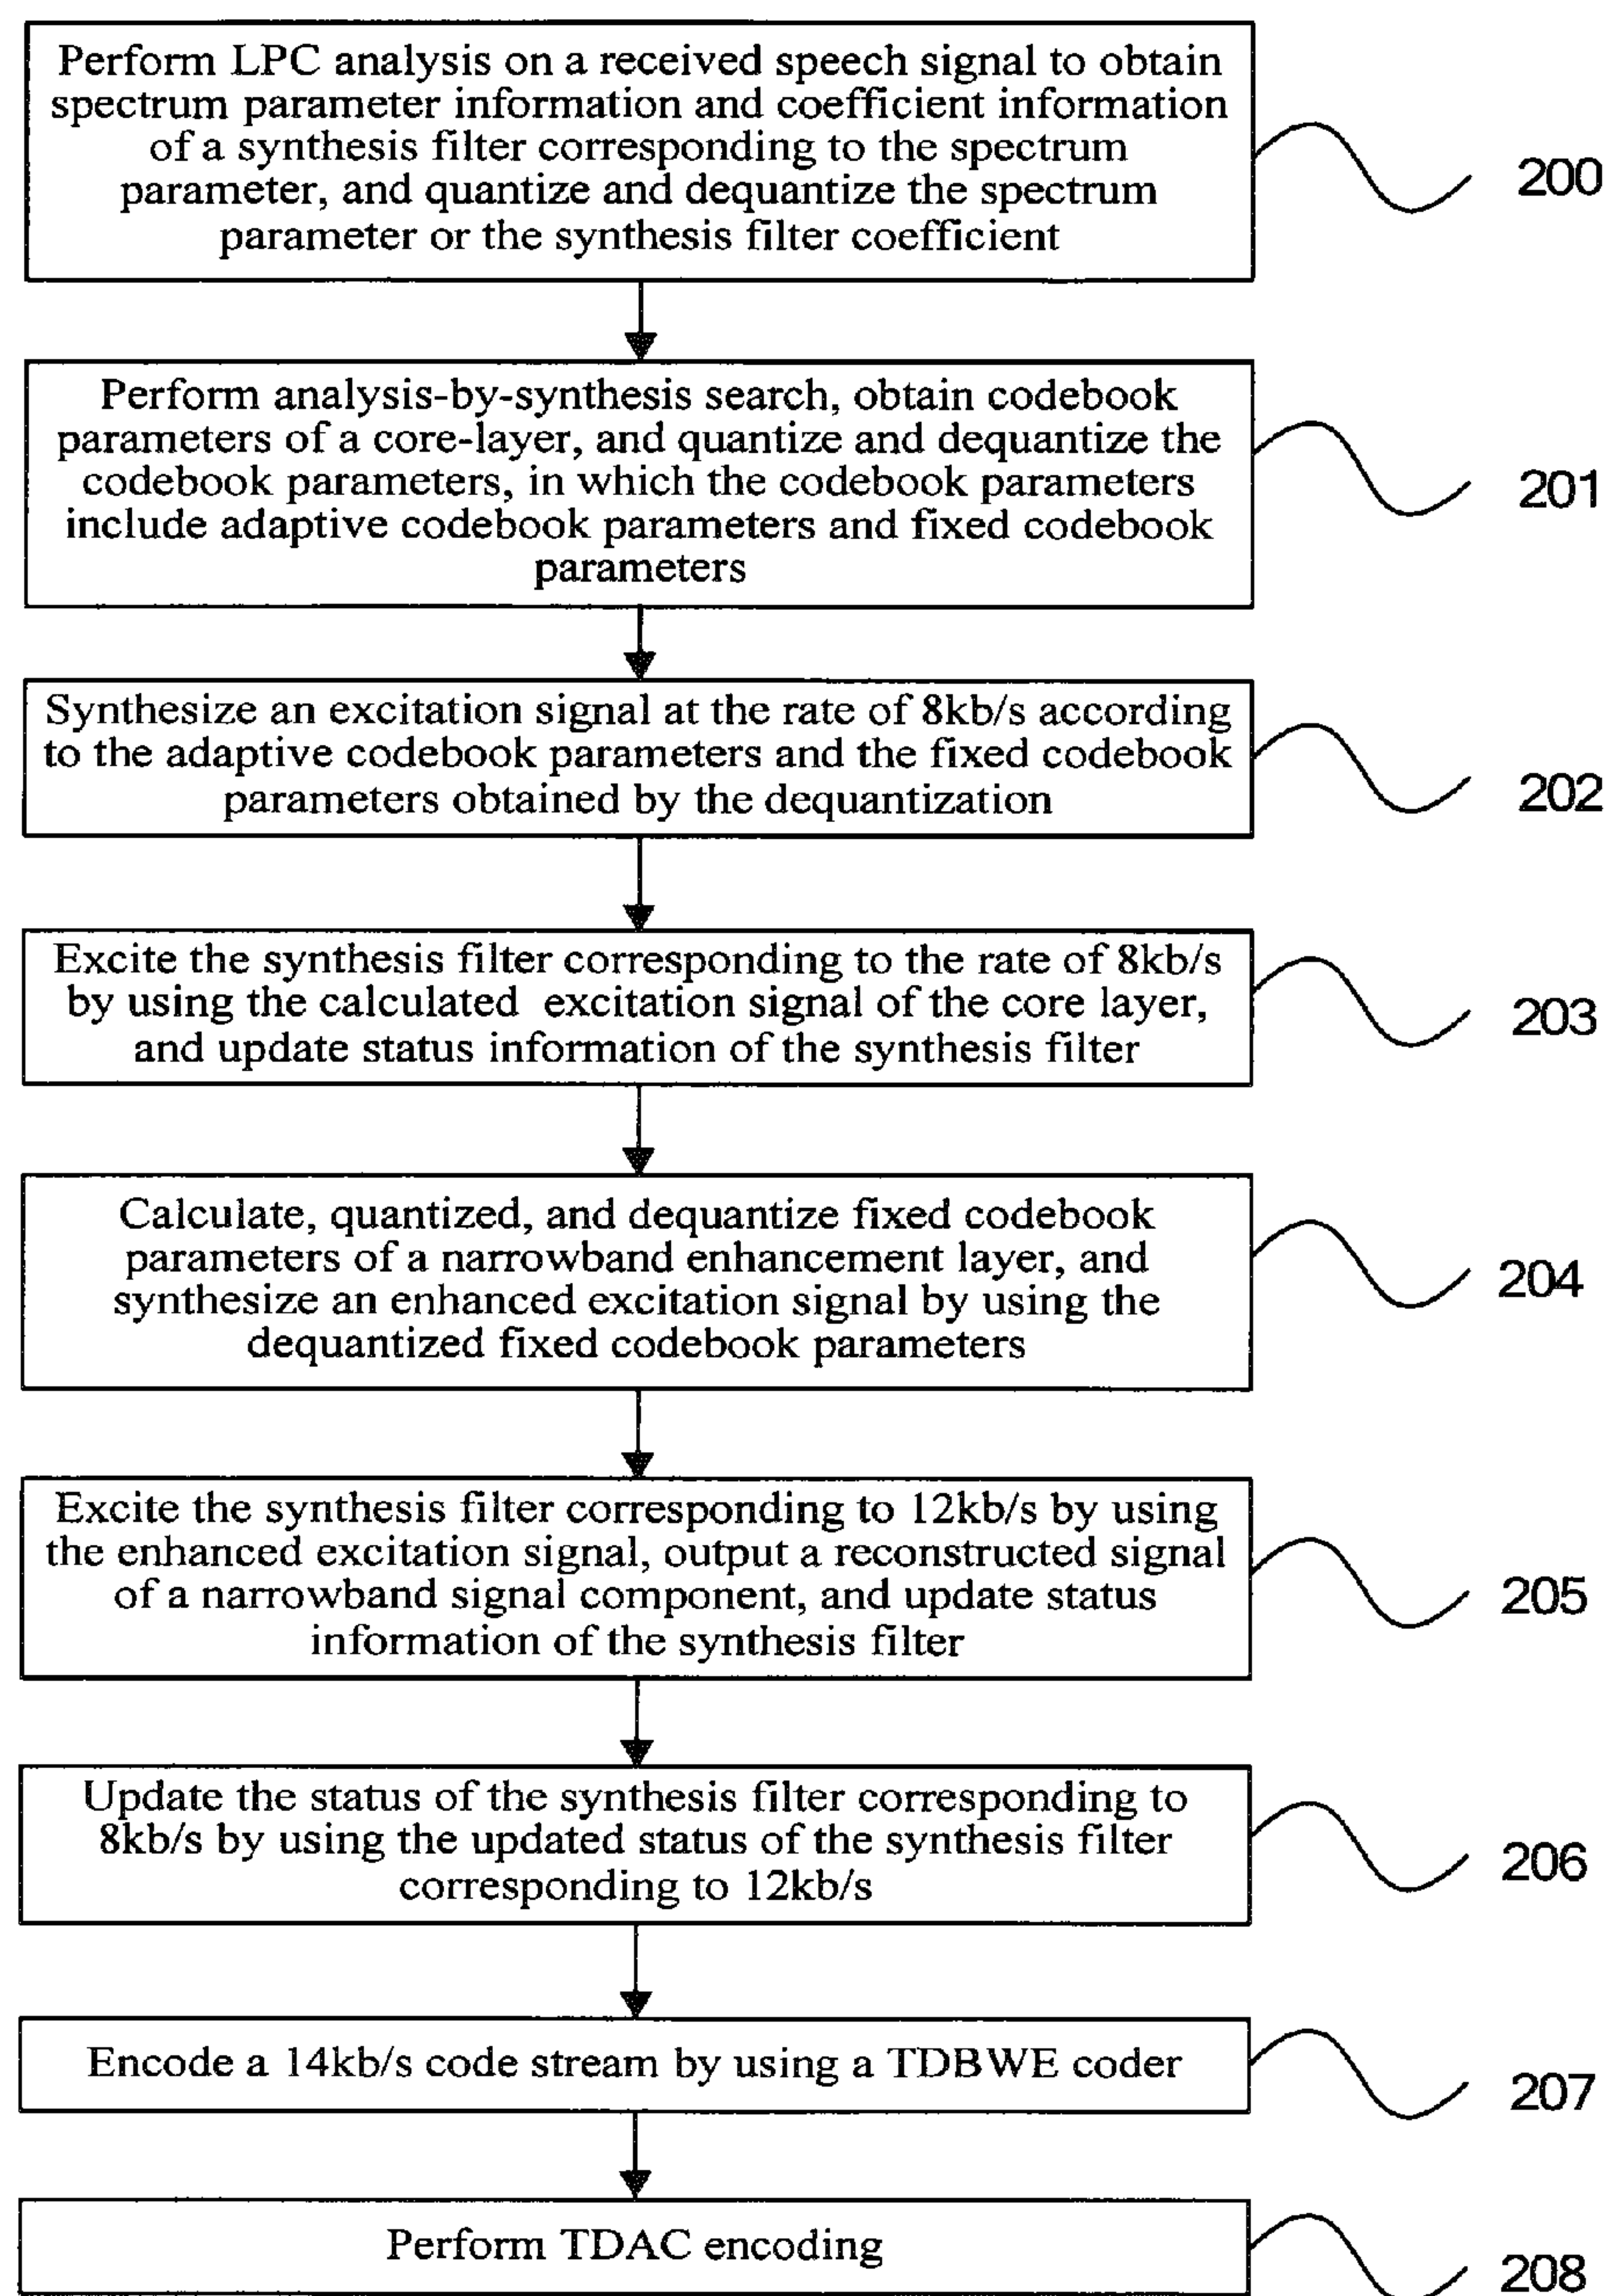 Perform LPC analysis on a received speech signal to obtain
spectrum parameter information and coefficient information
of a synthesis filter corresponding to the spectrum
parameter, and quantize and dequantize the spectrum
parameter or the synthesis filter coefficient
200
Perform analysis-by-synthesis search, obtain codebook
parameters of a core-layer, and quantize and dequantize the
codebook parameters, in which the codebook parameters
include adaptive codebook parameters and fixed codebook
parameters
201
Synthesize an excitation signal at the rate of 8kb/s according
to the adaptive codebook parameters and the fixed codebook
parameters obtained by the dequantization
202
Excite the synthesis filter corresponding to the rate of 8kb/s
by using the calculated excitation signal of the core layer,
and update status information of the synthesis filter
203
Calculate, quantized, and dequantize fixed codebook
parameters of a narrowband enhancement layer, and
synthesize an enhanced excitation signal by using the
dequantized fixed codebook parameters
204
Excite the synthesis filter corresponding to 12kb/s by using
the enhanced excitation signal, output a reconstructed signal
of a narrowband signal component, and update status
information of the synthesis filter
205
Update the status of the synthesis filter corresponding to
8kb/s by using the updated status of the synthesis filter
corresponding to 12kb/s
206
Encode a 14kb/s code stream by using a TDBWE coder
207
Perform TDAC encoding
208